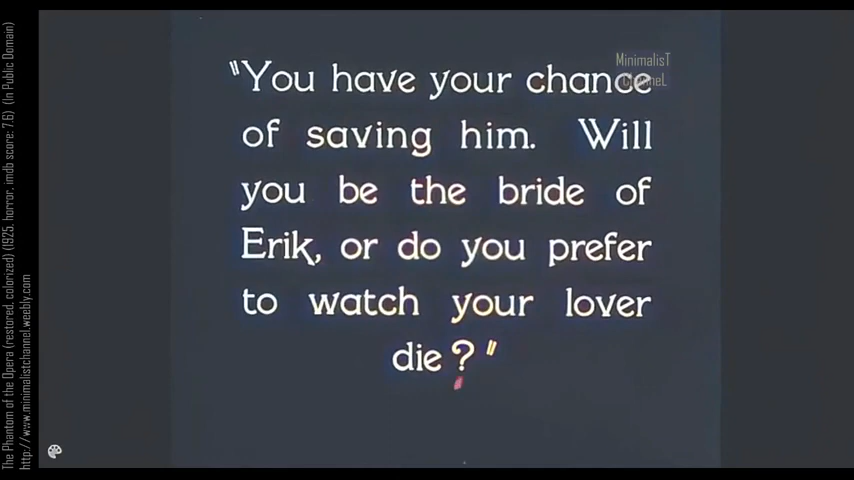 "You have your chance
of saving him. Will
you be the bride of
Erik, or do you prefer
to watch your lover
die?"
MinimalisT
ChanneL
The Phantom of the Opera (restored, colorized) (1925, horror, imdb score: 7.6) (In Public Domain)
http://www.minimalistchannel.weebly.com